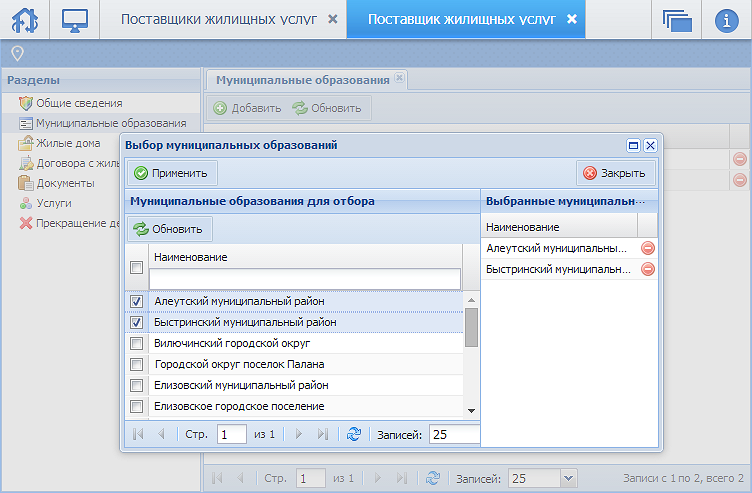 Поставщики жилищных услуг
Поставщик жилищных услуг
Разделы
Общие сведения
Муниципальные образования
Жилые дома
Договора с жиль
Документы
Услуги
Прекращение де
Муниципальные образования
Добавить Обновить
Выбор муниципальных образований
Применить
Закрыть
Муниципальные образования для отбора
Обновить
Наименование
Алеутский муниципальный район
Быстринский муниципальный район
Вилючинский городской округ
Городской округ поселок Палана
Елизовский муниципальный район
Елизовское городское поселение
Стр. 1 из 1 Записей: 25
Выбранные муниципальн...
Наименование
Алеутский муниципальны...
Быстринский муниципальн...
Стр. 1 из 1 Записей: 25 Записи с 1 по 2, всего 2